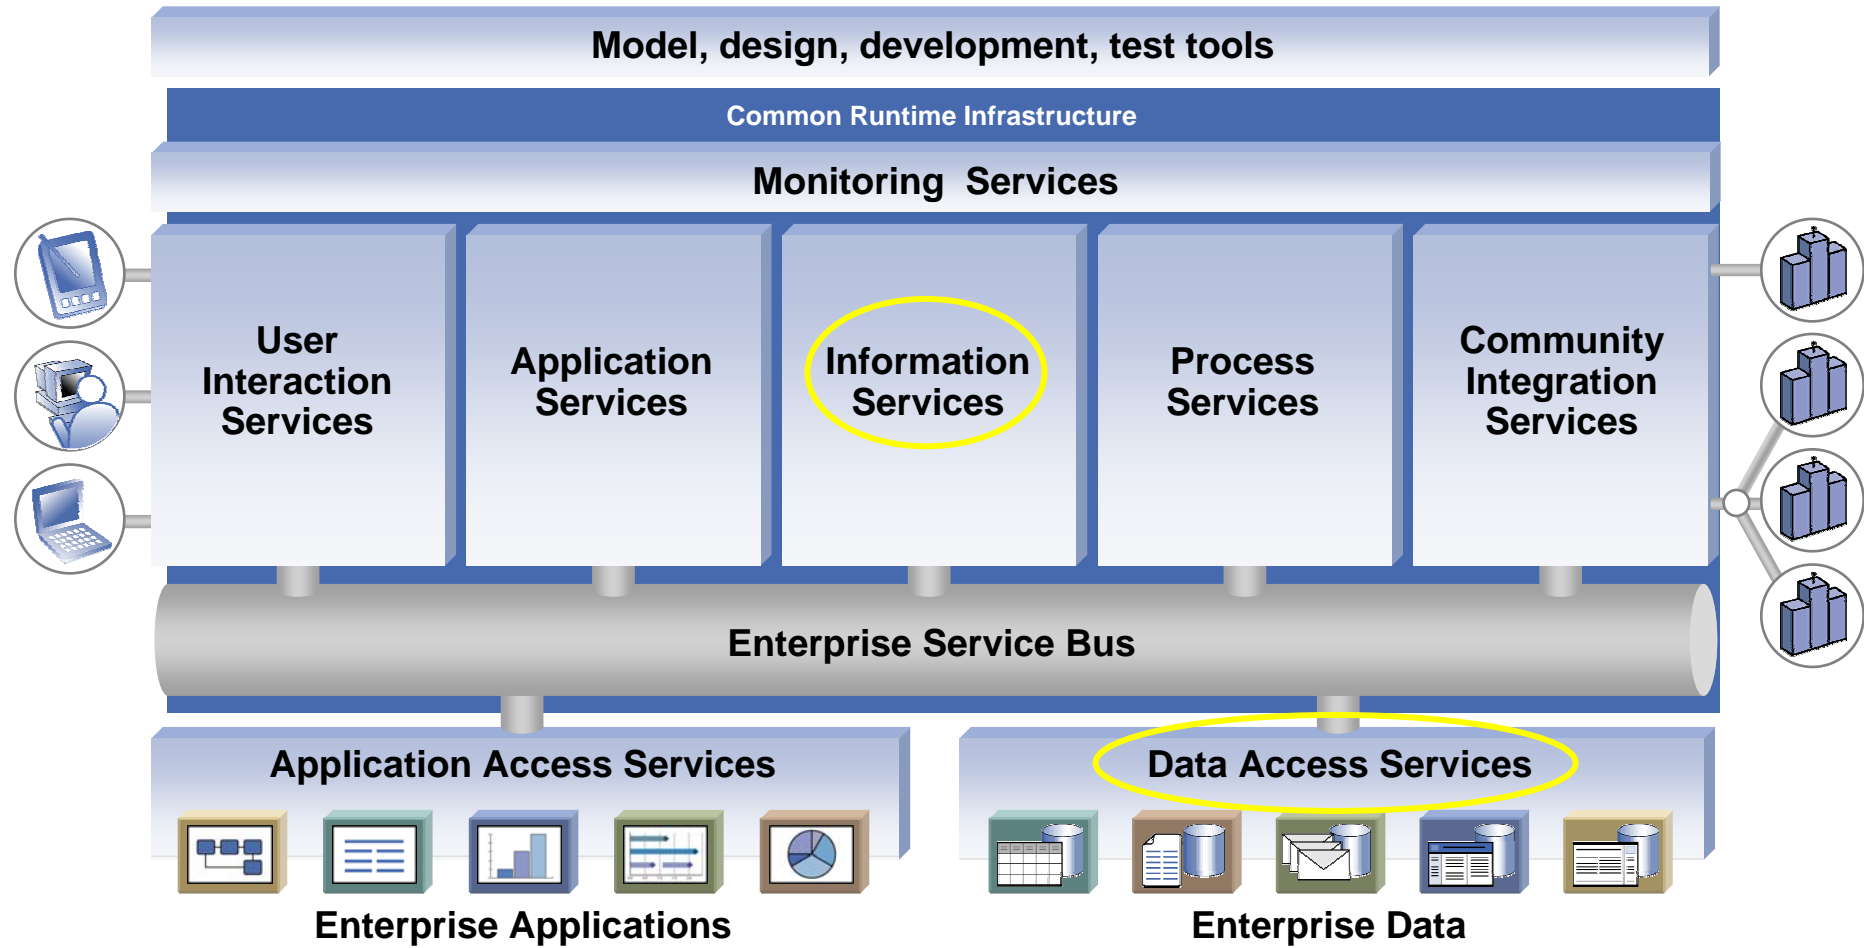 Model, design, development, test tools
Common Runtime Infrastructure
Monitoring  Services
User
Interaction
Services
Application
Services
Information
Services
Process
Services
Community
Integration
Services
Enterprise Service Bus
Application Access Services
Data Access Services
Enterprise Applications
Enterprise Data